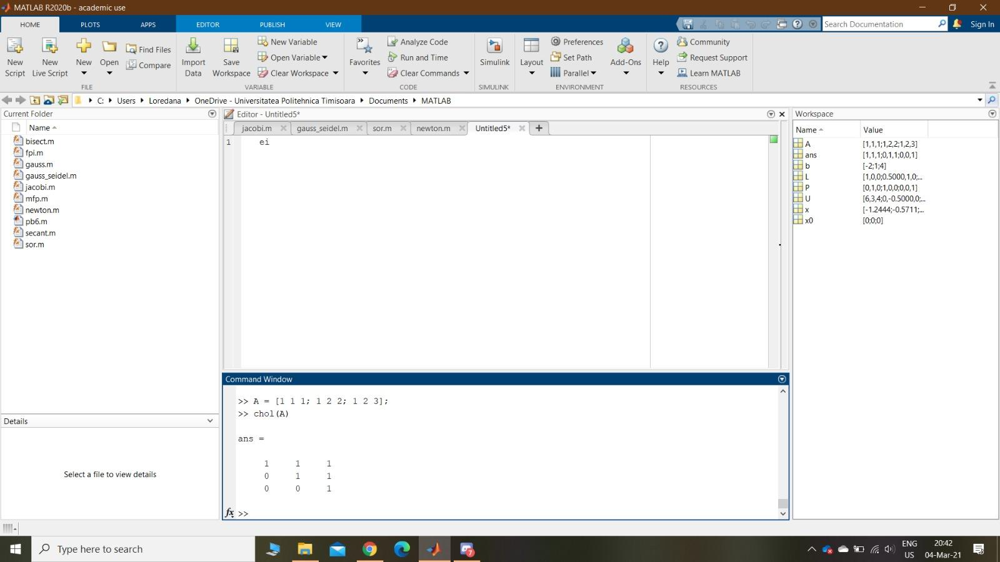 MATLAB R2020b - academic use
HOME PLOTS APPS EDITOR PUBLISH VIEW
Search Documentation
Sign In
New Script
New Live Script
New
Open
Find Files
Compare
FILE
Import Data
Save Workspace
New Variable
Open Variable
Clear Workspace
VARIABLE
Favorites
Analyze Code
Run and Time
Clear Commands
CODE
Simulink
SIMULINK
Layout
Preferences
Set Path
Parallel
Add-Ons
ENVIRONMENT
Help
Community
Request Support
Learn MATLAB
RESOURCES
C: Users Loredana OneDrive - Universitatea Politehnica Timisoara Documents MATLAB
Current Folder
Name
bisect.m
fpi.m
gauss.m
gauss_seidel.m
jacobi.m
mfp.m
newton.m
pb6.m
secant.m
sor.m
Details
Select a file to view details
Editor - Untitled5*
jacobi.m gauss_seidel.m sor.m newton.m Untitled5*
1 ei
Command Window
>> A = [1 1 1; 1 2 2; 1 2 3];
>> chol(A)
ans =
1 1 1
0 1 1
0 0 1
fx >>
Workspace
Name Value
A [1,1,1;1,2,2;1,2,3]
ans [1,1,1;0,1,1;0,0,1]
b [-2;1;4]
L [1,0,0;0.5000,1,0;...
P [0,1,0;1,0,0;0,0,1]
U [6,3,4;0,-0.5000,0;...
x [-1.2444;-0.5711;...
x0 [0;0;0]
Type here to search
7
ENG
US
20:42
04-Mar-21